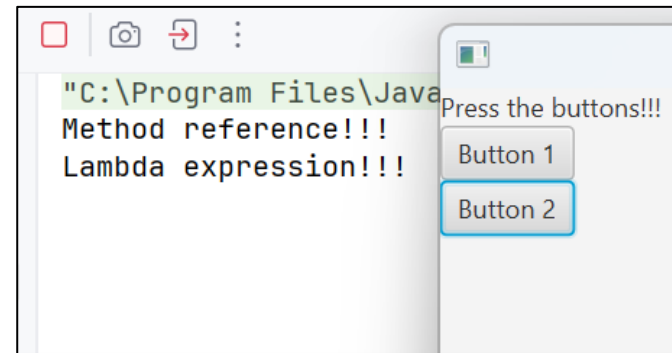 "C:\Program Files\Java
Method reference!!!
Lambda expression!!!
Press the buttons!!!
Button 1
Button 2